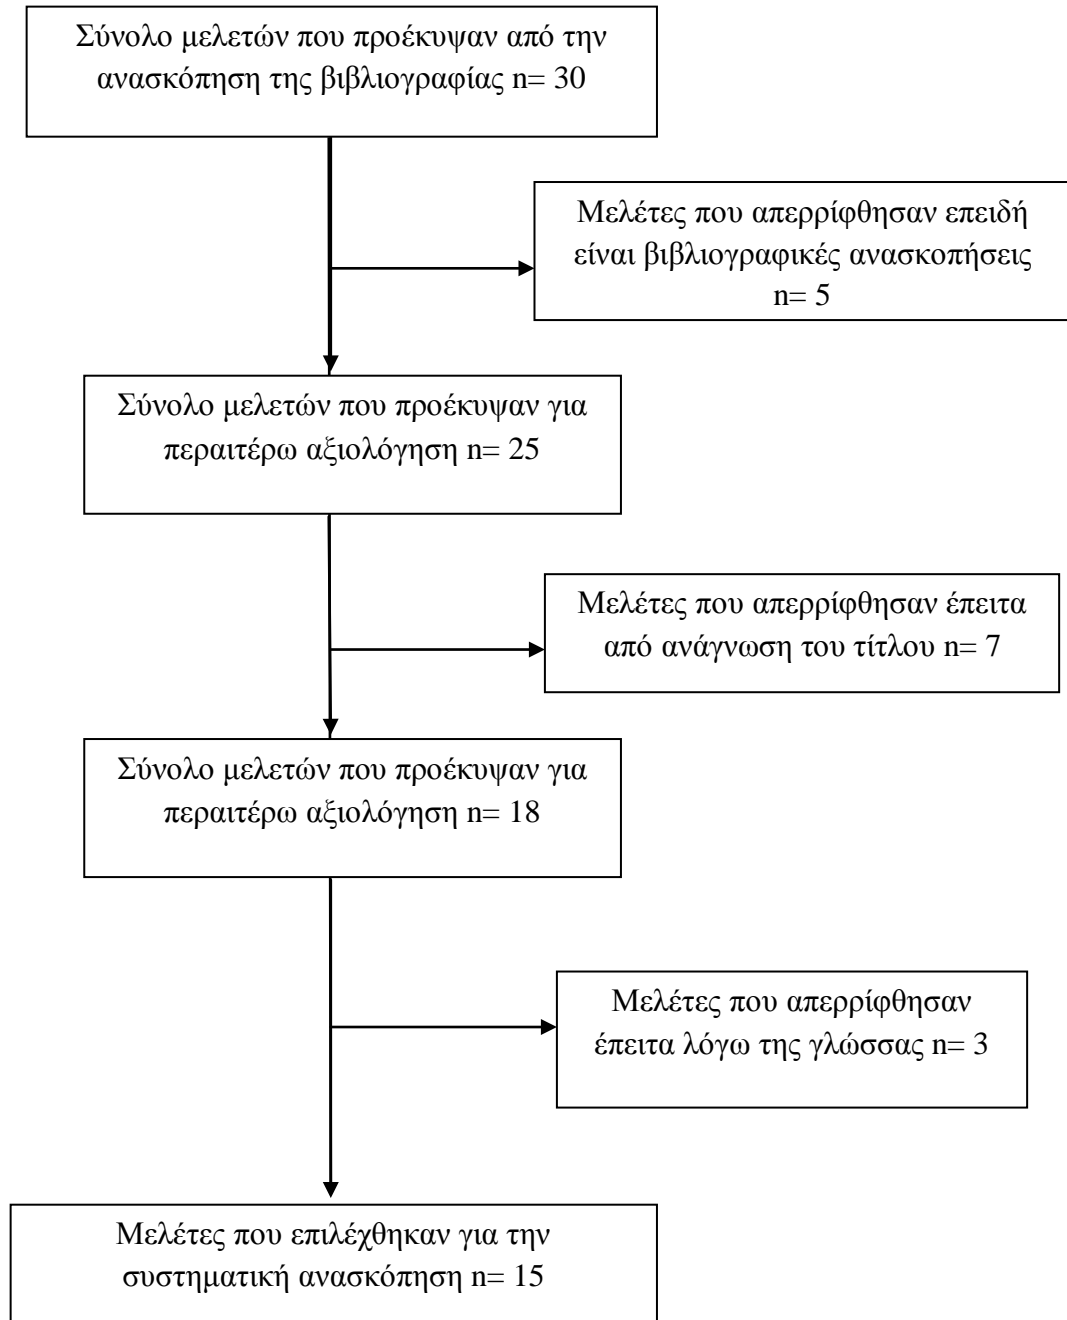 Σύνολο μελετών που προέκυψαν από την
ανασκόπηση της βιβλιογραφίας n= 30
Μελέτες που απερρίφθησαν επειδή
είναι βιβλιογραφικές ανασκοπήσεις
n= 5
Σύνολο μελετών που προέκυψαν για
περαιτέρω αξιολόγηση n= 25
Μελέτες που απερρίφθησαν έπειτα
από ανάγνωση του τίτλου n= 7
Σύνολο μελετών που προέκυψαν για
περαιτέρω αξιολόγηση n= 18
Μελέτες που απερρίφθησαν
έπειτα λόγω της γλώσσας n= 3
Μελέτες που επιλέχθηκαν για την
συστηματική ανασκόπηση n= 15